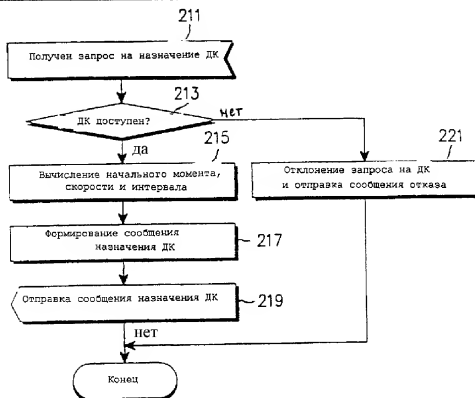 211
Получен запрос на назначение ДК
213
ДК доступен?
нет
да
215
Вычисление начального момента,
скорости и интервала
221
Отклонение запроса на ДК
и отправка сообщения отказа
Формирование сообщения
назначения ДК
217
Отправка сообщения назначения ДК
219
нет
Конец